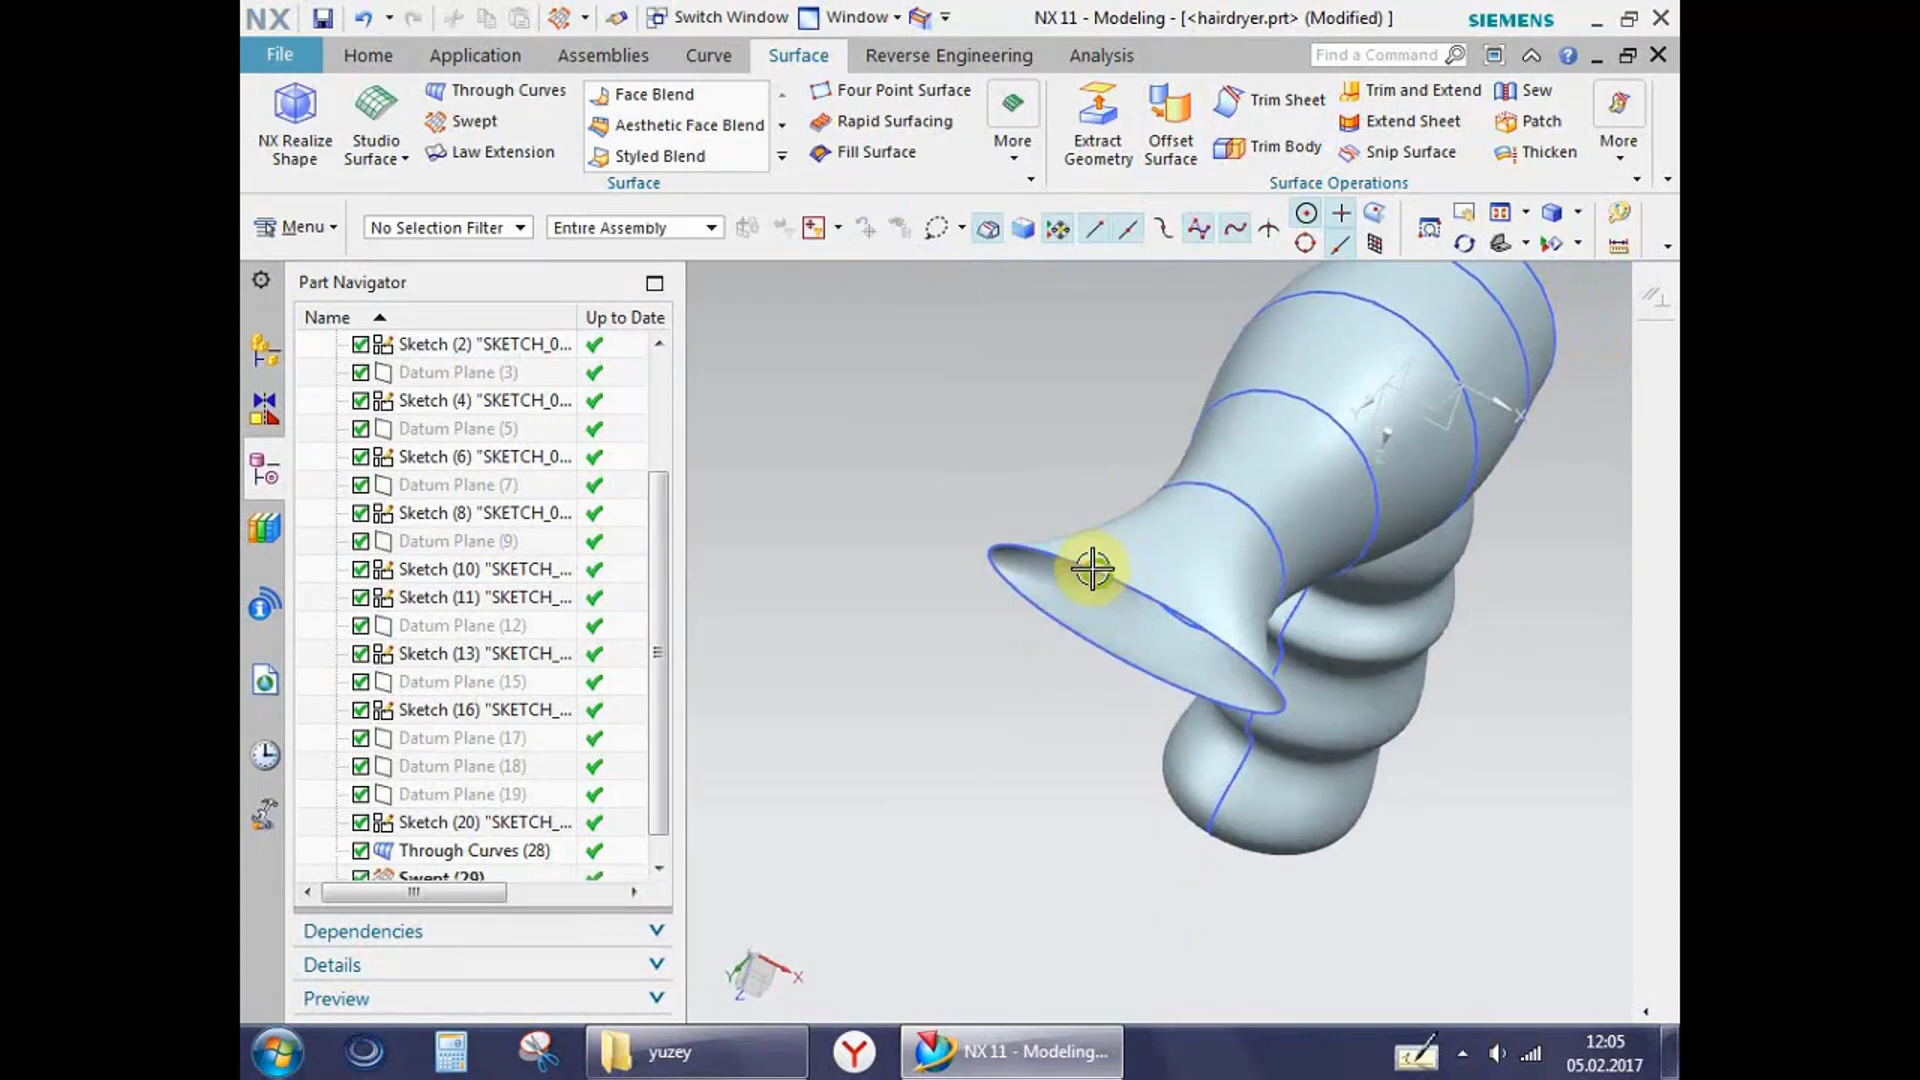 NX
Switch Window
Window
NX 11 - Modeling - [<hairdryer.prt> (Modified) ]
SIEMENS
File
Home
Application
Assemblies
Curve
Surface
Reverse Engineering
Analysis
Find a Command
NX Realize Shape
Studio Surface
Through Curves
Swept
Law Extension
Face Blend
Aesthetic Face Blend
Styled Blend
Four Point Surface
Rapid Surfacing
Fill Surface
More
Surface
Extract Geometry
Offset Surface
Trim Sheet
Trim Body
Trim and Extend
Extend Sheet
Snip Surface
Sew
Patch
Thicken
More
Surface Operations
Menu
No Selection Filter
Entire Assembly
Part Navigator
Name
Up to Date
Sketch (2) "SKETCH_0...
Datum Plane (3)
Sketch (4) "SKETCH_0...
Datum Plane (5)
Sketch (6) "SKETCH_0...
Datum Plane (7)
Sketch (8) "SKETCH_0...
Datum Plane (9)
Sketch (10) "SKETCH_...
Sketch (11) "SKETCH_...
Datum Plane (12)
Sketch (13) "SKETCH_...
Datum Plane (15)
Sketch (16) "SKETCH_...
Datum Plane (17)
Datum Plane (18)
Datum Plane (19)
Sketch (20) "SKETCH_...
Through Curves (28)
Swept (29)
Dependencies
Details
Preview
X
Y
Z
X
yuzey
NX 11 - Modeling...
12:05
05.02.2017